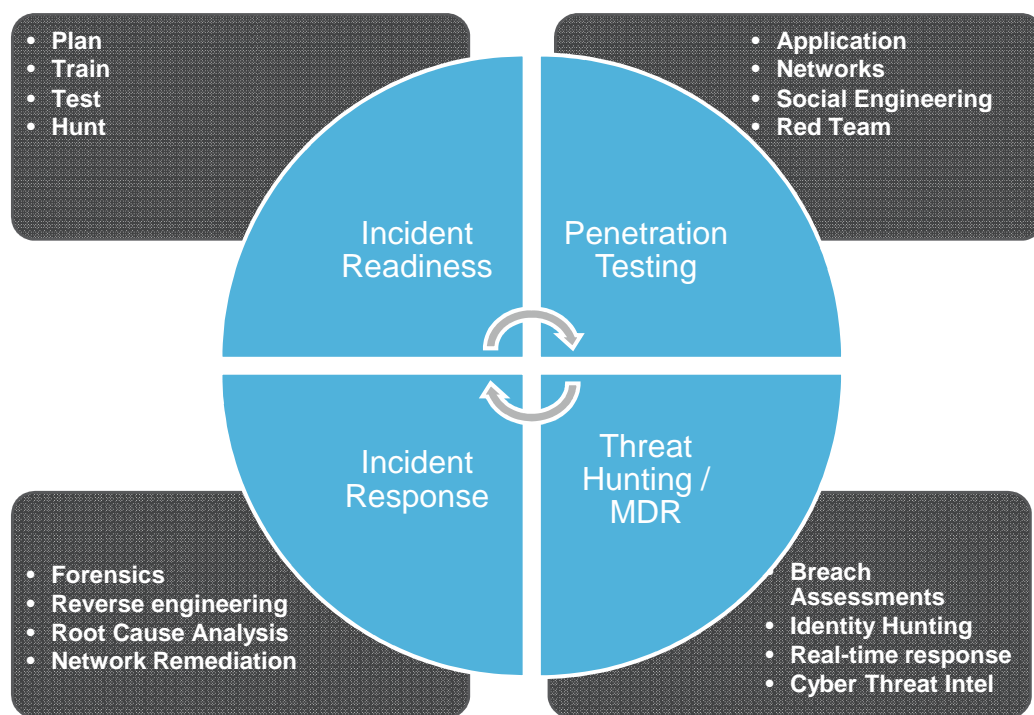 • Plan
• Train
• Test
• Hunt
• Application
• Networks
• Social Engineering
• Red Team
Incident
Readiness
Penetration
Testing
Incident
Response
Threat
Hunting /
MDR
• Forensics
• Reverse engineering
• Root Cause Analysis
• Network Remediation
• Breach
Assessments
• Identity Hunting
• Real-time response
• Cyber Threat Intel